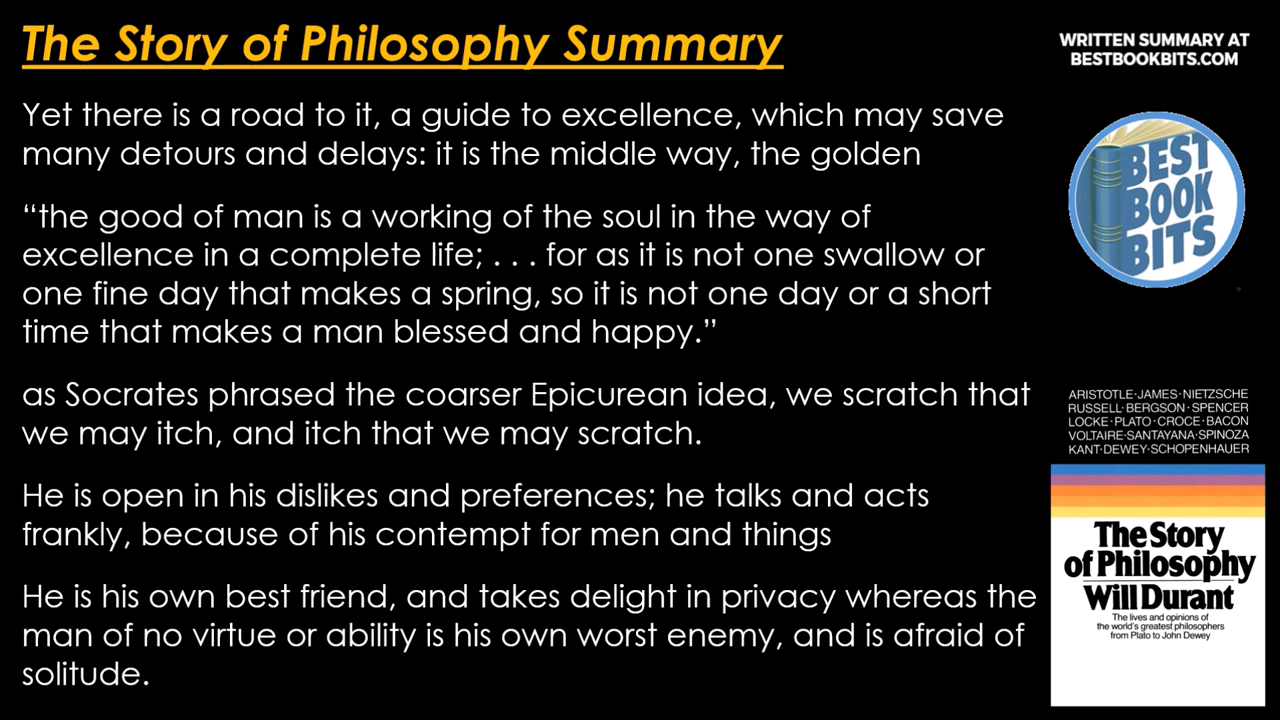 The Story of Philosophy Summary
WRITTEN SUMMARY AT
BESTBOOKBITS.COM
Yet there is a road to it, a guide to excellence, which may save
many detours and delays: it is the middle way, the golden
“the good of man is a working of the soul in the way of
excellence in a complete life; . . . for as it is not one swallow or
one fine day that makes a spring, so it is not one day or a short
time that makes a man blessed and happy.”
as Socrates phrased the coarser Epicurean idea, we scratch that
we may itch, and itch that we may scratch.
He is open in his dislikes and preferences; he talks and acts
frankly, because of his contempt for men and things
He is his own best friend, and takes delight in privacy whereas the
man of no virtue or ability is his own worst enemy, and is afraid of
solitude.
BEST
BOOK
BITS
ARISTOTLE·JAMES·NIETZSCHE
RUSSELL·BERGSON·SPENCER
LOCKE·PLATO·CROCE·BACON
VOLTAIRE·SANTAYANA·SPINOZA
KANT·DEWEY·SCHOPENHAUER
The Story
of Philosophy
Will Durant
The lives and opinions of
the world's greatest philosophers
from Plato to John Dewey